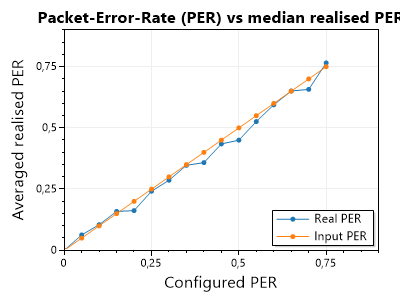 Packet-Error-Rate (PER) vs median realised PER
Averaged realised PER
0,75
0,5
0,25
0
0
0,25
0,5
0,75
Configured PER
Real PER
Input PER